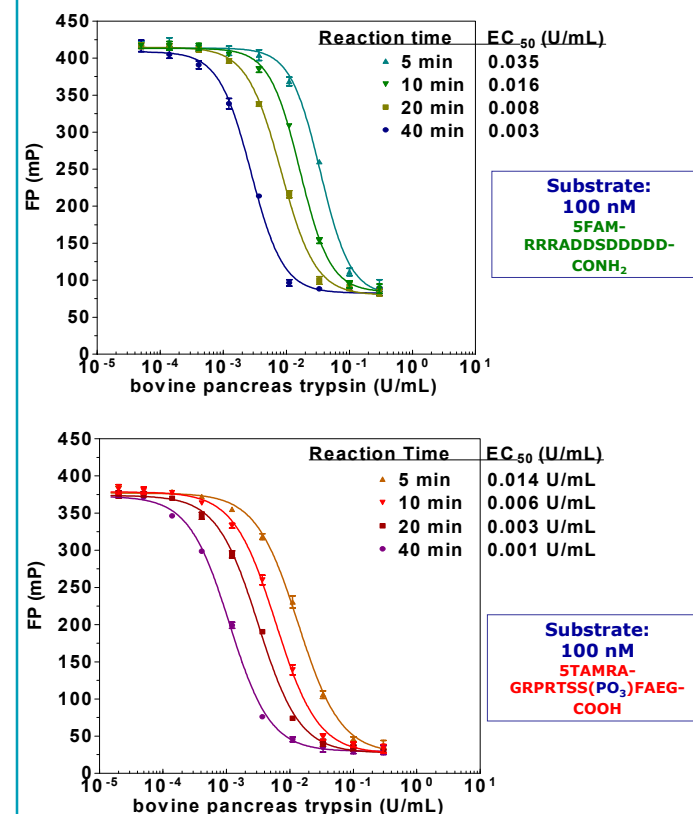 450
400
350
300
250
200
150
100
50
0
FP (mP)
Reaction time EC 50 (U/mL)
5 min 0.035
10 min 0.016
20 min 0.008
40 min 0.003
10-5 10-4 10-3 10-2 10-1 100 101
bovine pancreas trypsin (U/mL)
Substrate:
100 nM
5FAM-
RRRADDSDDDDD-
CONH2
450
400
350
300
250
200
150
100
50
0
FP (mP)
Reaction Time EC50 (U/mL)
5 min 0.014 U/mL
10 min 0.006 U/mL
20 min 0.003 U/mL
40 min 0.001 U/mL
10-5 10-4 10-3 10-2 10-1 100 101
bovine pancreas trypsin (U/mL)
Substrate:
100 nM
5TAMRA-
GRPRTSS(PO3)FAEG-
COOH